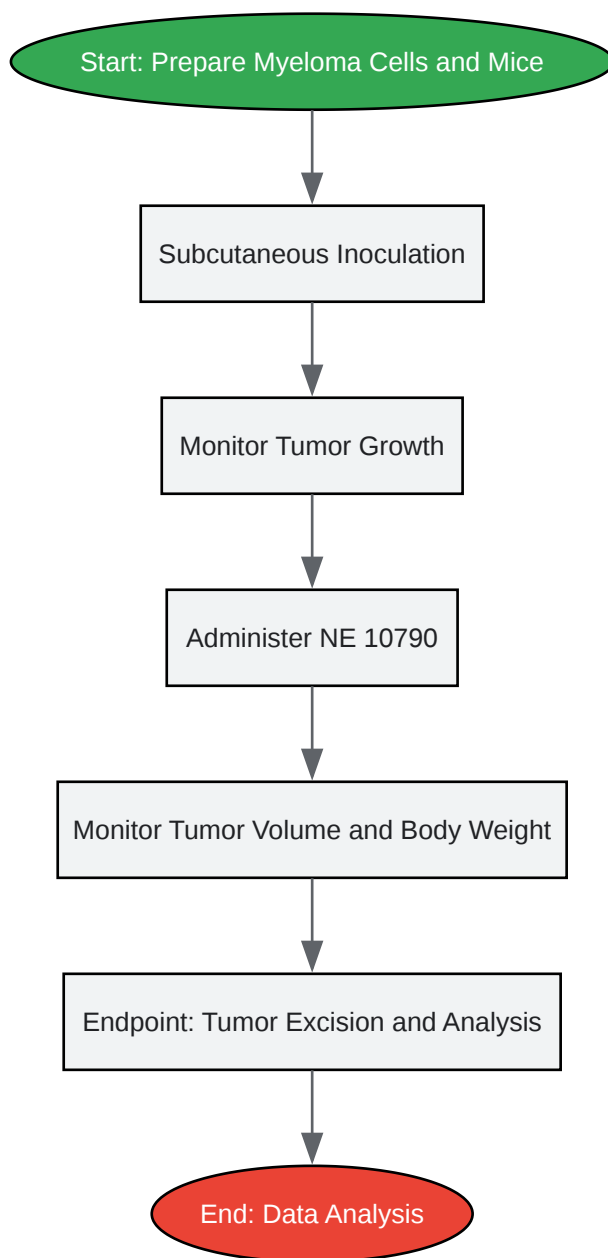 Start: Prepare Myeloma Cells and Mice
Subcutaneous Inoculation
Monitor Tumor Growth
Administer NE 10790
Monitor Tumor Volume and Body Weight
Endpoint: Tumor Excision and Analysis
End: Data Analysis